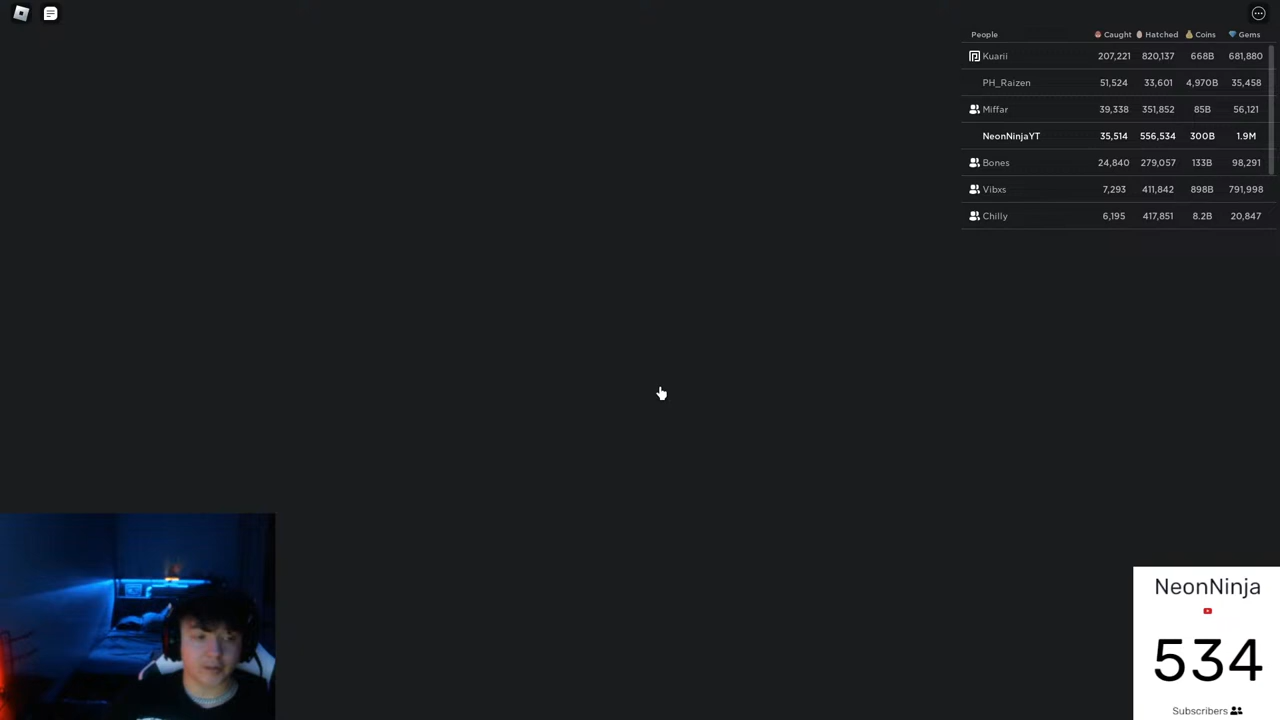 People Caught Hatched Coins Gems
Kuarii 207,221 820,137 668B 681,880
PH_Raizen 51,524 33,601 4,970B 35,458
Miffar 39,338 351,852 85B 56,121
NeonNinjaYT 35,514 556,534 300B 1.9M
Bones 24,840 279,057 133B 98,291
Vibxs 7,293 411,842 898B 791,998
Chilly 6,195 417,851 8.2B 20,847
NeonNinja
534
Subscribers